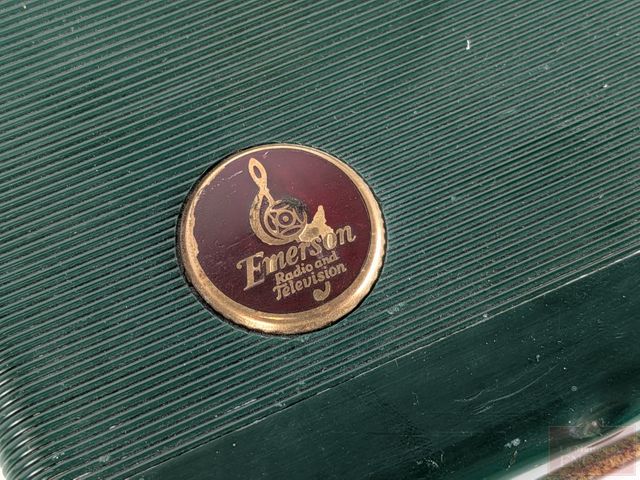 Emerson
Radio and
Television